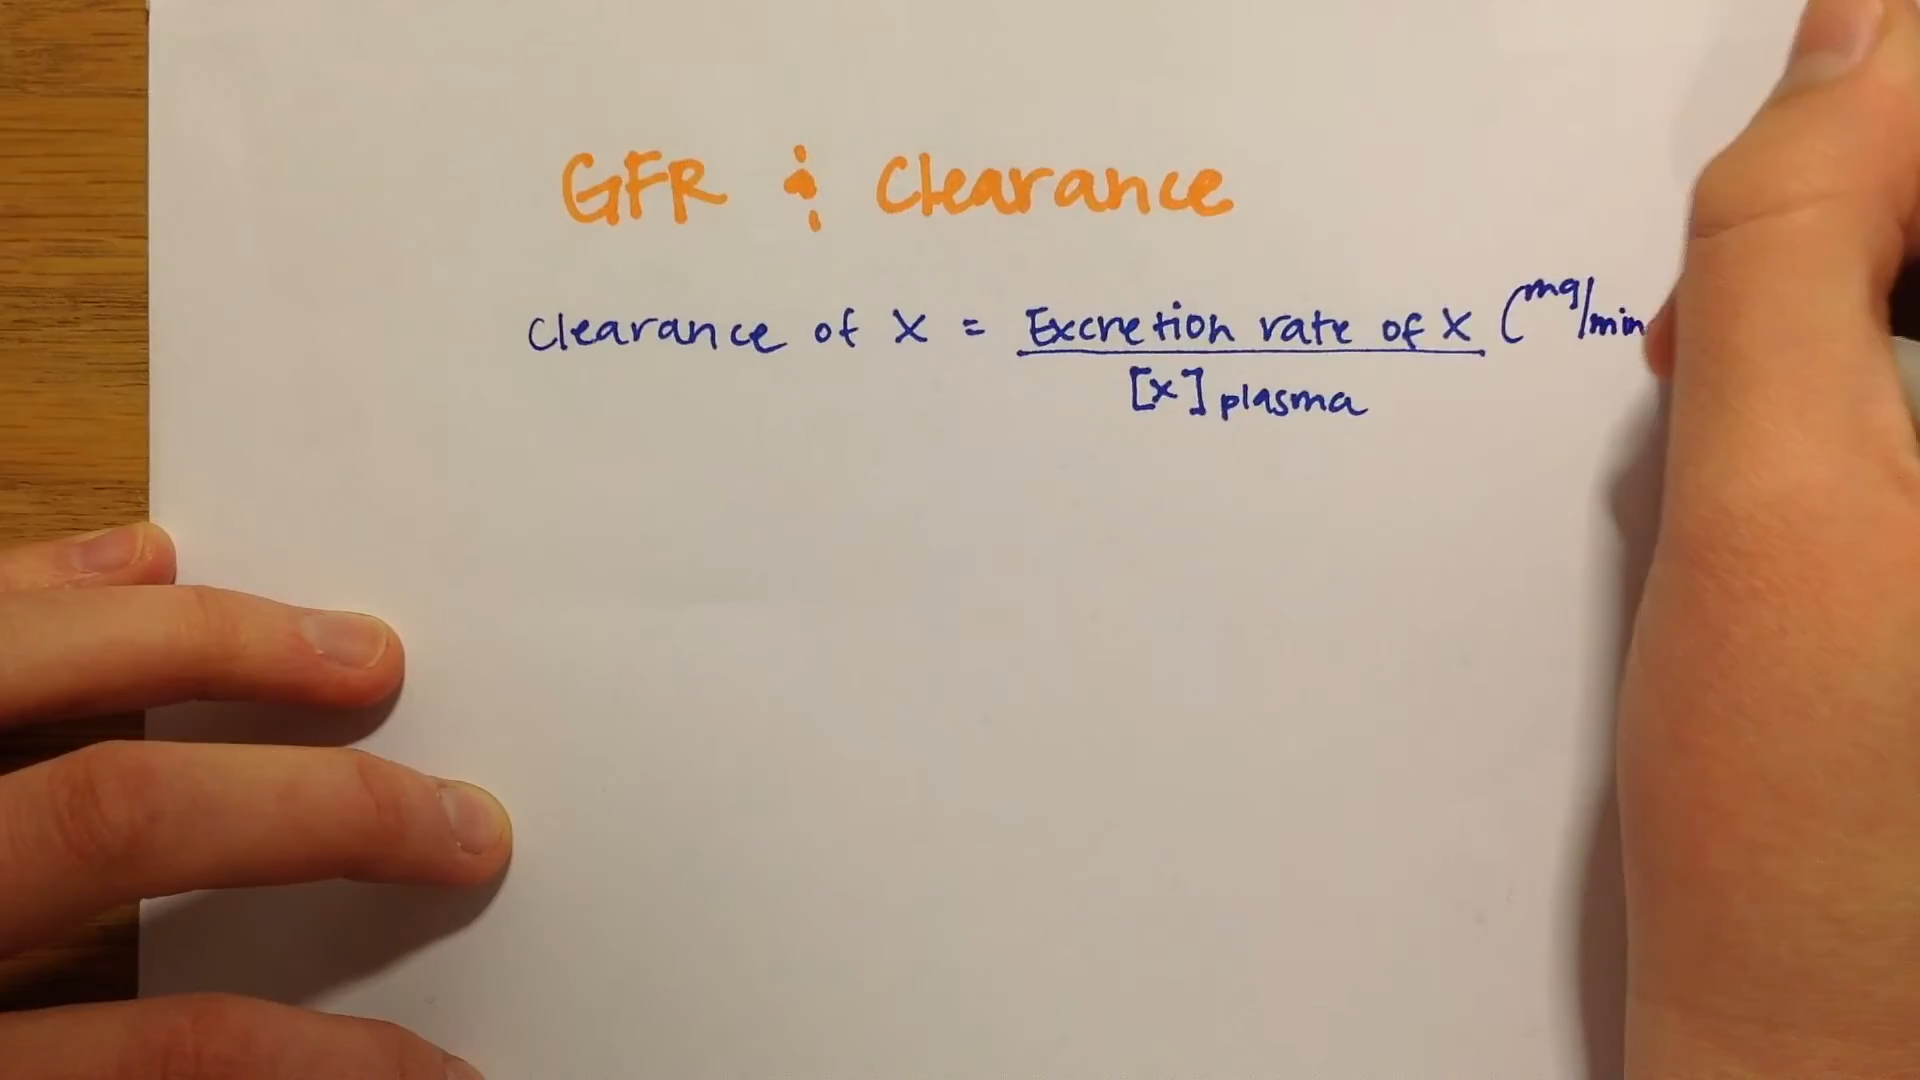 GFR & Clearance
Clearance of X = Excretion rate of X (mg/min
[x] plasma